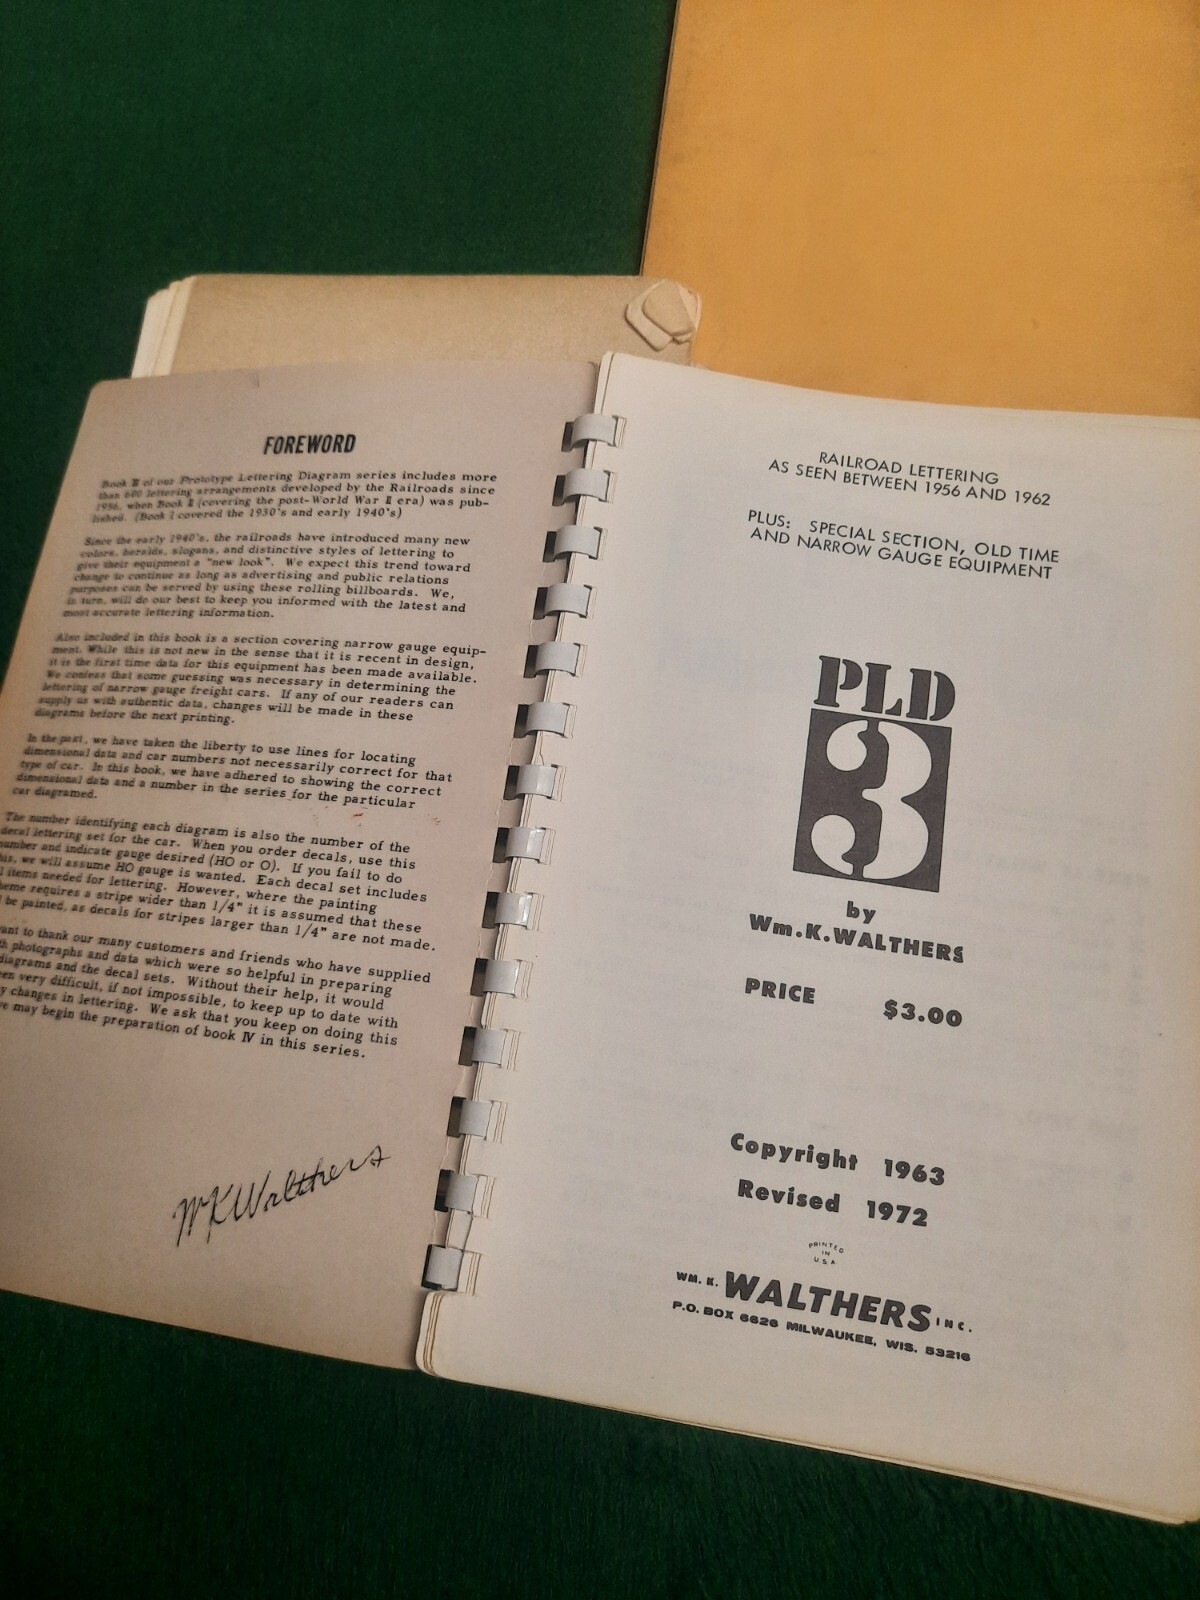 FOREWORD
Book III of our Prototype Lettering Diagram series includes more
than 600 lettering arrangements developed by the Railroads since
1956, when Book II (covering the post-World War II era) was pub-
lished. (Book I covered the 1930's and early 1940's)
Since the early 1940's, the railroads have introduced many new
colors, heralds, slogans, and distinctive styles of lettering to
give their equipment a "new look". We expect this trend toward
change to continue as long as advertising and public relations
purposes can be served by using these rolling billboards. We,
in turn, will do our best to keep you informed with the latest and
most accurate lettering information.
Also included in this book is a section covering narrow gauge equip-
ment. While this is not new in the sense that it is recent in design,
it is the first time data for this equipment has been made available.
We confess that some guessing was necessary in determining the
lettering of narrow gauge freight cars. If any of our readers can
supply us with authentic data, changes will be made in these
diagrams before the next printing.
In the past, we have taken the liberty to use lines for locating
dimensional data and car numbers not necessarily correct for that
type of car. In this book, we have adhered to showing the correct
dimensional data and a number in the series for the particular
car diagramed.
The number identifying each diagram is also the number of the
decal lettering set for the car. When you order decals, use this
number and indicate gauge desired (HO or O). If you fail to do
this, we will assume HO gauge is wanted. Each decal set includes
items needed for lettering. However, where the painting
requires a stripe wider than 1/4" it is assumed that these
be painted, as decals for stripes larger than 1/4" are not made.
want to thank our many customers and friends who have supplied
photographs and data which were so helpful in preparing
diagrams and the decal sets. Without their help, it would
very difficult, if not impossible, to keep up to date with
changes in lettering. We ask that you keep on doing this
we may begin the preparation of book IV in this series.
WKWalthers
RAILROAD LETTERING
AS SEEN BETWEEN 1956 AND 1962
PLUS: SPECIAL SECTION, OLD TIME
AND NARROW GAUGE EQUIPMENT
PLD
3
by
Wm.K.WALTHERS
PRICE $3.00
Copyright 1963
Revised 1972
PRINTED
IN
U.S.A
WM. K. WALTHERS INC.
P.O. BOX 6626 MILWAUKEE, WIS. 53216